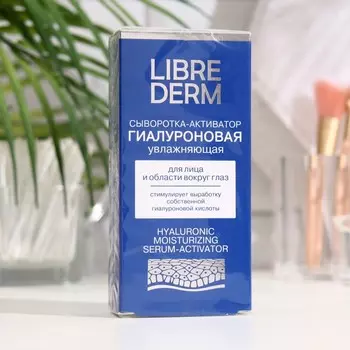 LIBRE
DERM
СЫВОРОТКА-АКТИВАТОР
ГИАЛУРОНОВАЯ
увлажняющая
для лица
и области вокруг глаз
стимулирует выработку
собственной
гиалуроновой кислоты
HYALURONIC
MOISTURIZING
SERUM-ACTIVATOR